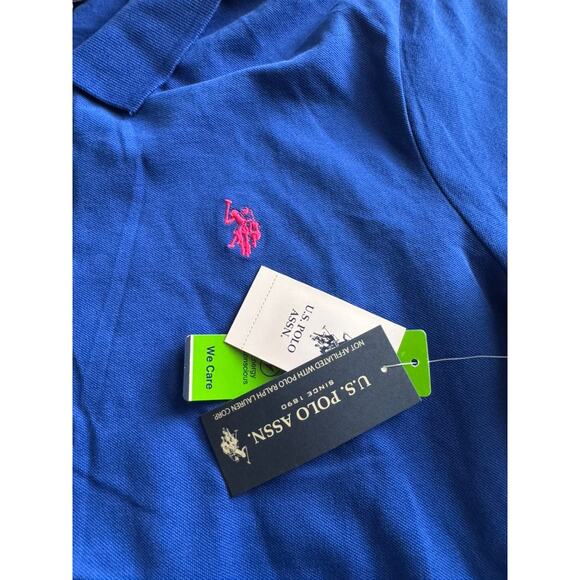 U.S. POLO
ASSN.
We Care
U.S. POLO ASSN.
SINCE 1890
NOT AFFILIATED WITH POLO RALPH LAUREN CORP.